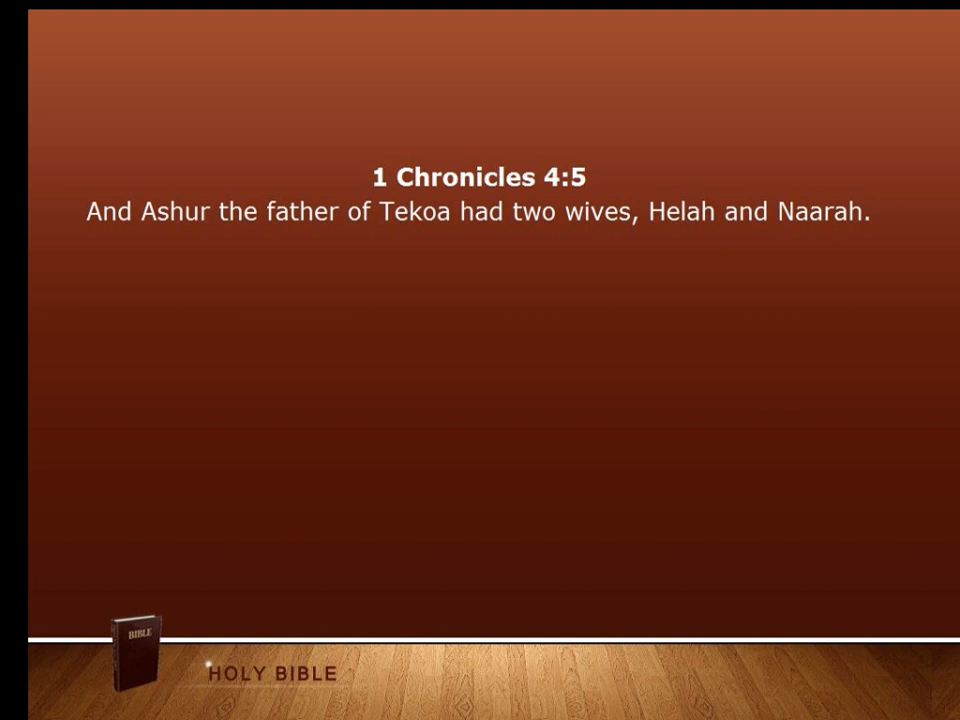 1 Chronicles 4:5
And Ashur the father of Tekoa had two wives, Helah and Naarah.
BIBLE
HOLY BIBLE